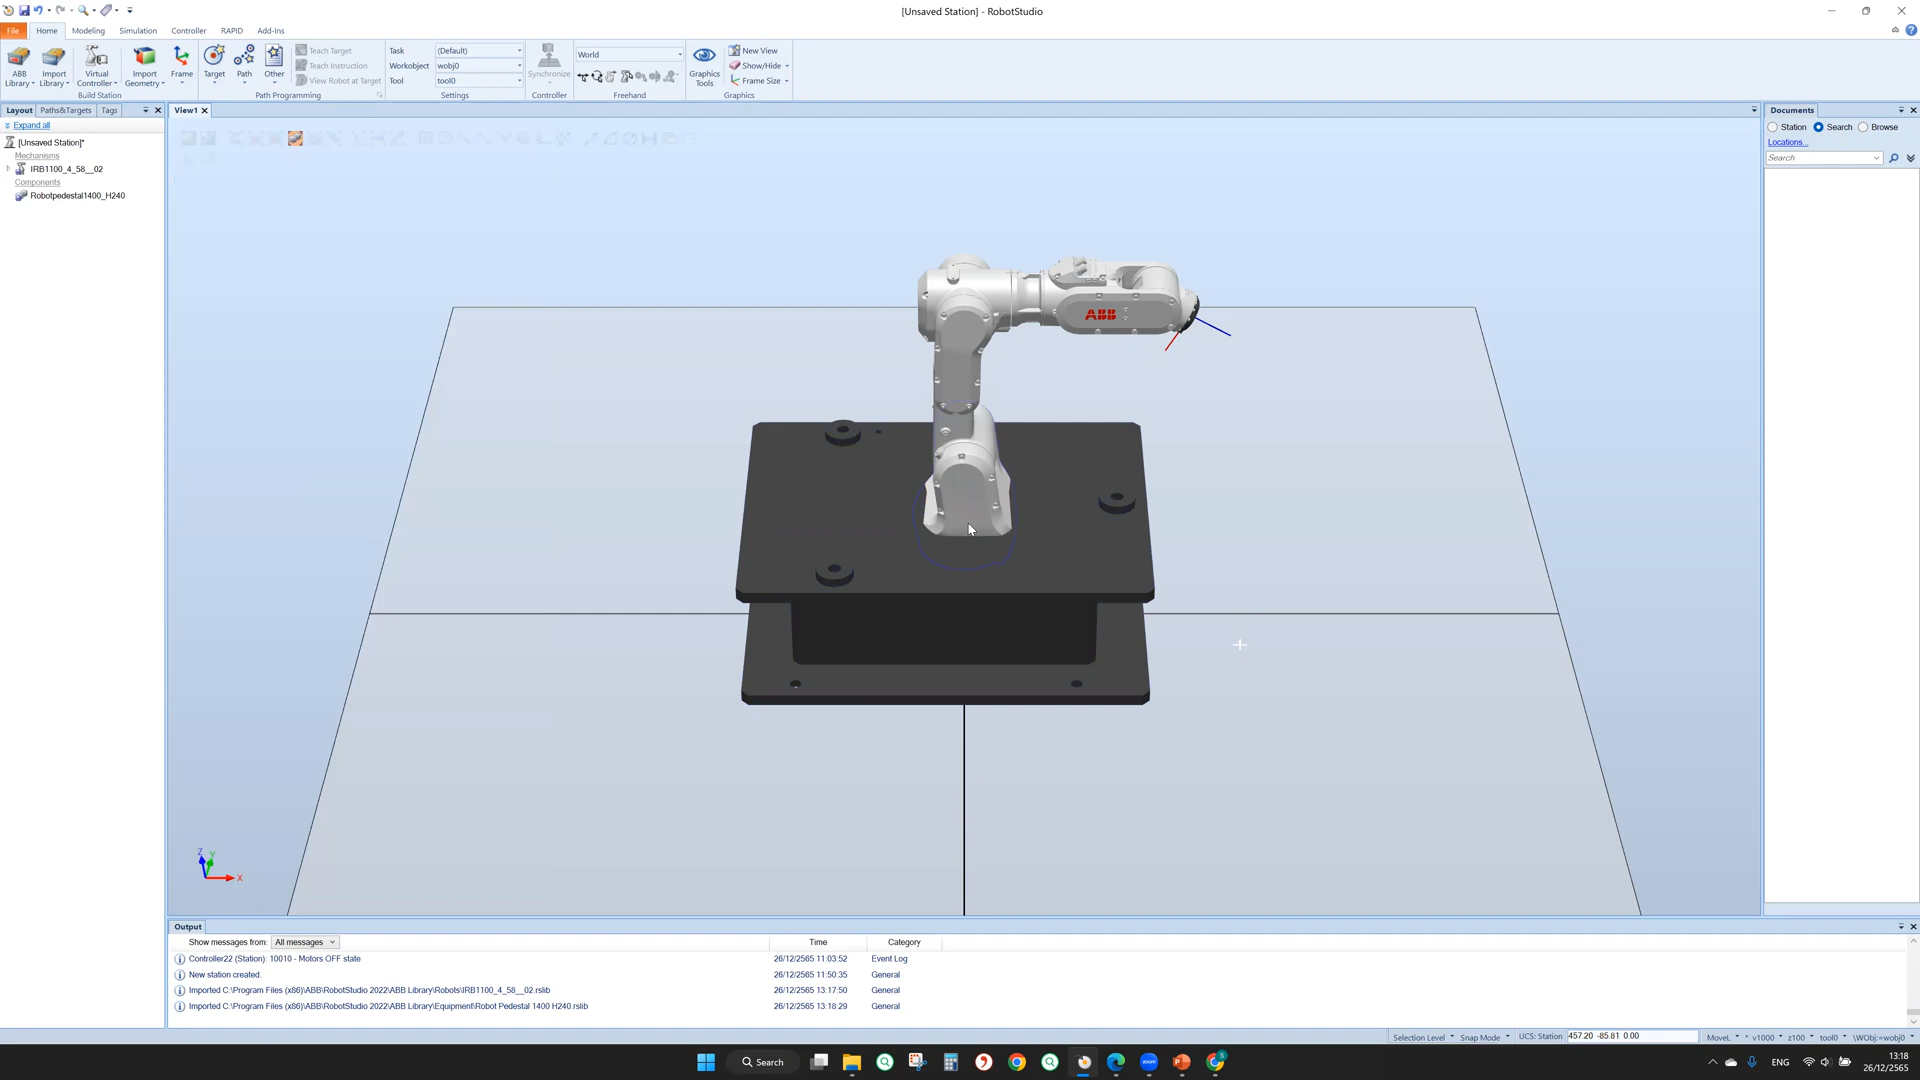 [Unsaved Station] - RobotStudio
File Home Modeling Simulation Controller RAPID Add-Ins
ABB Library
Import Library
Virtual Controller
Import Geometry
Frame
Build Station
Target
Path
Other
Teach Target
Teach Instruction
View Robot at Target
Path Programming
Task (Default)
Workobject wobj0
Tool tool0
Settings
Synchronize
Controller
World
Freehand
Graphics Tools
New View
Show/Hide
Frame Size
Graphics
Layout Paths&Targets Tags
Expand all
[Unsaved Station]*
Mechanisms
IRB1100_4_58__02
Components
Robotpedestal1400_H240
View1
ABB
Z Y X
Documents
Station Search Browse
Locations...
Search
Output
Show messages from: All messages Time Category
Controller22 (Station): 10010 - Motors OFF state 26/12/2565 11:03:52 Event Log
New station created. 26/12/2565 11:50:35 General
Imported C:\Program Files (x86)\ABB\RobotStudio 2022\ABB Library\Robots\IRB1100_4_58__02.rslib 26/12/2565 13:17:50 General
Imported C:\Program Files (x86)\ABB\RobotStudio 2022\ABB Library\Equipment\Robot Pedestal 1400 H240.rslib 26/12/2565 13:18:29 General
Selection Level Snap Mode UCS: Station 457.20 -85.81 0.00 MoveL * v1000 z100 tool0 \WObj:=wobj0
Search
zoom
S
ENG
13:18
26/12/2565